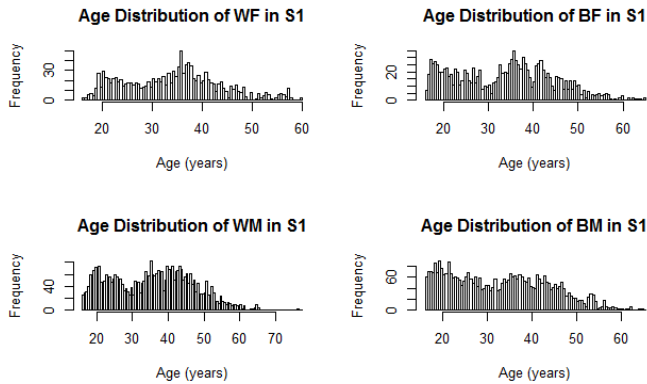 Age Distribution of WF in S1
Frequency
0 30
20 30 40 50 60
Age (years)
Age Distribution of BF in S1
Frequency
0 20
20 30 40 50 60
Age (years)
Age Distribution of WM in S1
Frequency
0 40
20 30 40 50 60 70
Age (years)
Age Distribution of BM in S1
Frequency
0 60
20 30 40 50 60
Age (years)